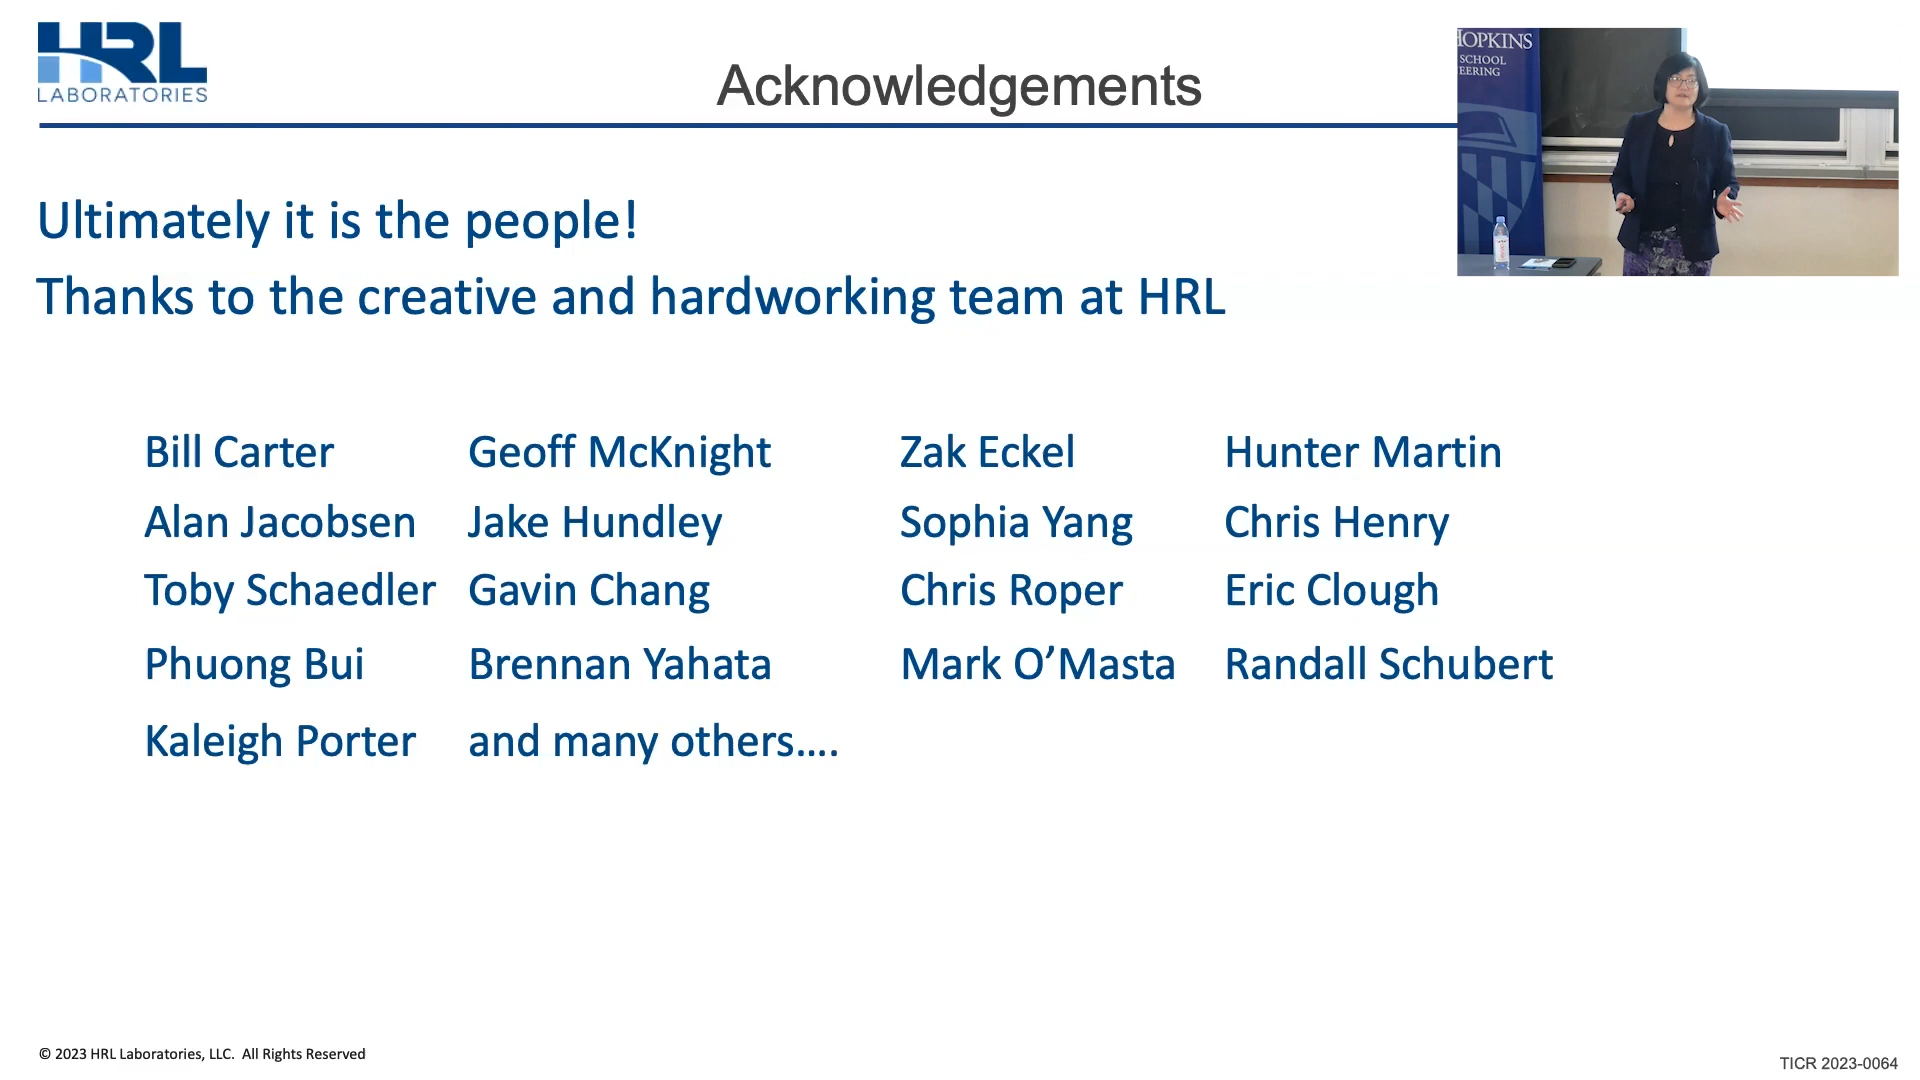 HRL
LABORATORIES
Acknowledgements
HOPKINS
SCHOOL
EERING
Ultimately it is the people!
Thanks to the creative and hardworking team at HRL
Bill Carter Geoff McKnight Zak Eckel Hunter Martin
Alan Jacobsen Jake Hundley Sophia Yang Chris Henry
Toby Schaedler Gavin Chang Chris Roper Eric Clough
Phuong Bui Brennan Yahata Mark O’Masta Randall Schubert
Kaleigh Porter and many others....
© 2023 HRL Laboratories, LLC. All Rights Reserved
TICR 2023-0064